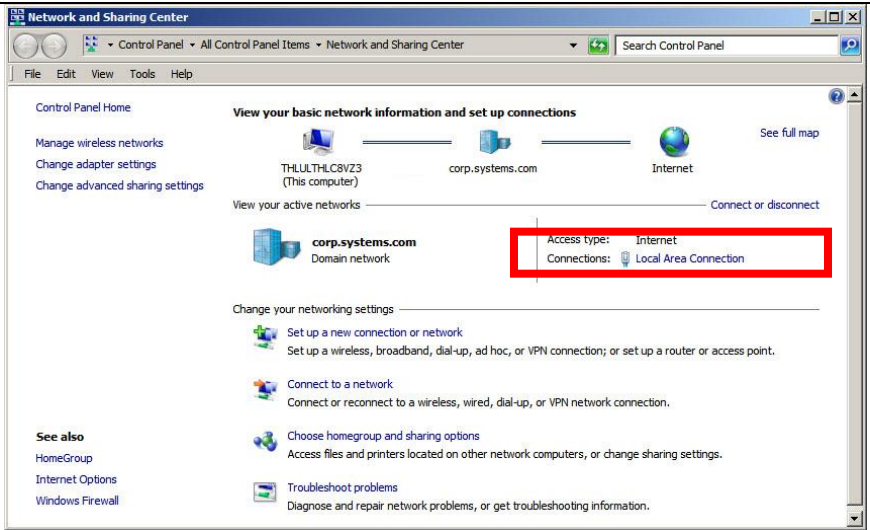 Network and Sharing Center
Control Panel All Control Panel Items Network and Sharing Center
Search Control Panel
File Edit View Tools Help
Control Panel Home
Manage wireless networks
Change adapter settings
Change advanced sharing settings
View your basic network information and set up connections
See full map
THLULTHLC8VZ3
(This computer)
corp.systems.com
Internet
View your active networks
Connect or disconnect
corp.systems.com
Domain network
Access type: Internet
Connections: Local Area Connection
Change your networking settings
Set up a new connection or network
Set up a wireless, broadband, dial-up, ad hoc, or VPN connection; or set up a router or access point.
Connect to a network
Connect or reconnect to a wireless, wired, dial-up, or VPN network connection.
Choose homegroup and sharing options
Access files and printers located on other network computers, or change sharing settings.
Troubleshoot problems
Diagnose and repair network problems, or get troubleshooting information.
See also
HomeGroup
Internet Options
Windows Firewall